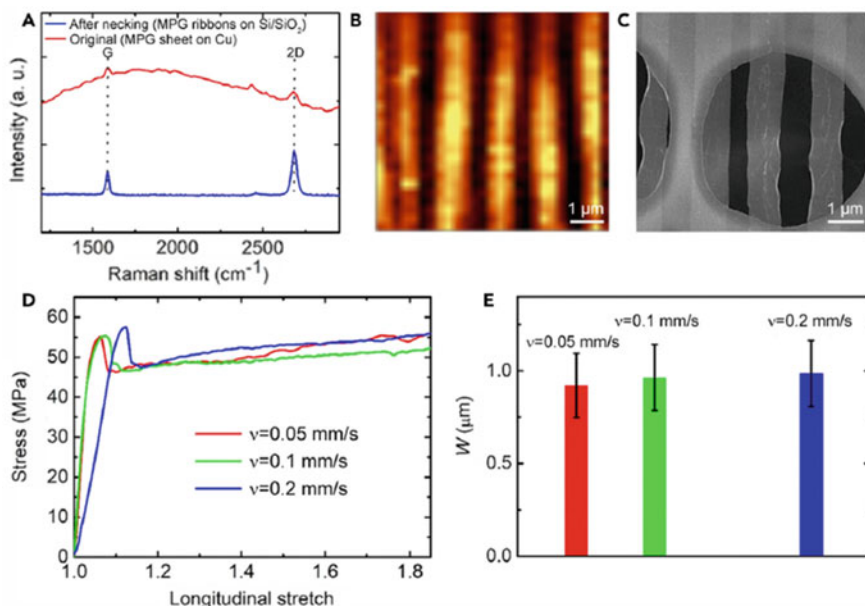 A
After necking (MPG ribbons on Si/SiO₂)
Original (MPG sheet on Cu)
G
2D
Intensity (a. u.)
1500
2000
2500
Raman shift (cm⁻¹)
B
1 μm
C
1 μm
D
60
50
40
30
20
10
0
Stress (MPa)
ν=0.05 mm/s
ν=0.1 mm/s
ν=0.2 mm/s
1.0
1.2
1.4
1.6
1.8
Longitudinal stretch
E
ν=0.05 mm/s
ν=0.1 mm/s
ν=0.2 mm/s
1.0
0.5
0.0
W (μm)